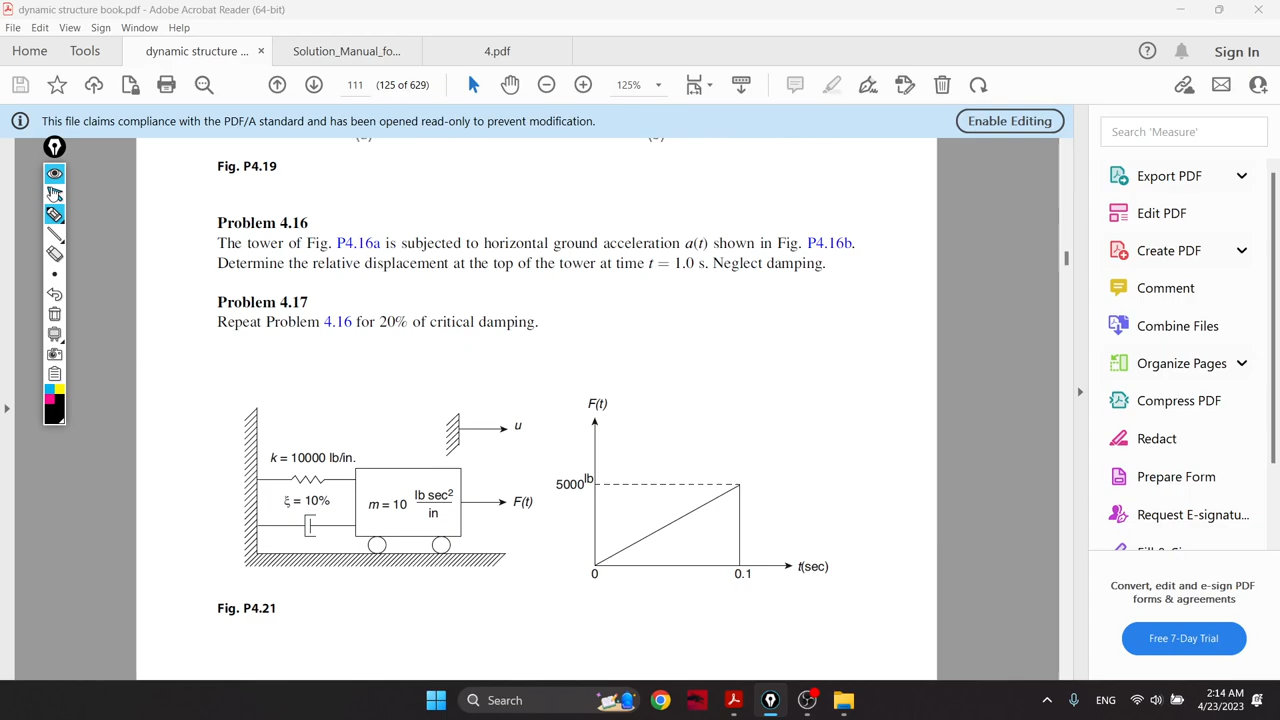 dynamic structure book.pdf - Adobe Acrobat Reader (64-bit)
File Edit View Sign Window Help
Home Tools dynamic structure ... × Solution_Manual_fo... 4.pdf Sign In
111 (125 of 629) 125%
This file claims compliance with the PDF/A standard and has been opened read-only to prevent modification. Enable Editing
Fig. P4.19
Problem 4.16
The tower of Fig. P4.16a is subjected to horizontal ground acceleration a(t) shown in Fig. P4.16b.
Determine the relative displacement at the top of the tower at time t = 1.0 s. Neglect damping.
Problem 4.17
Repeat Problem 4.16 for 20% of critical damping.
F(t)
u
k = 10000 lb/in.
5000 lb
ξ = 10%
m = 10 lb sec² / in
F(t)
0 0.1 t(sec)
Fig. P4.21
Search 'Measure'
Export PDF
Edit PDF
Create PDF
Comment
Combine Files
Organize Pages
Compress PDF
Redact
Prepare Form
Request E-signatu...
Convert, edit and e-sign PDF
forms & agreements
Free 7-Day Trial
Search
ENG
2:14 AM
4/23/2023